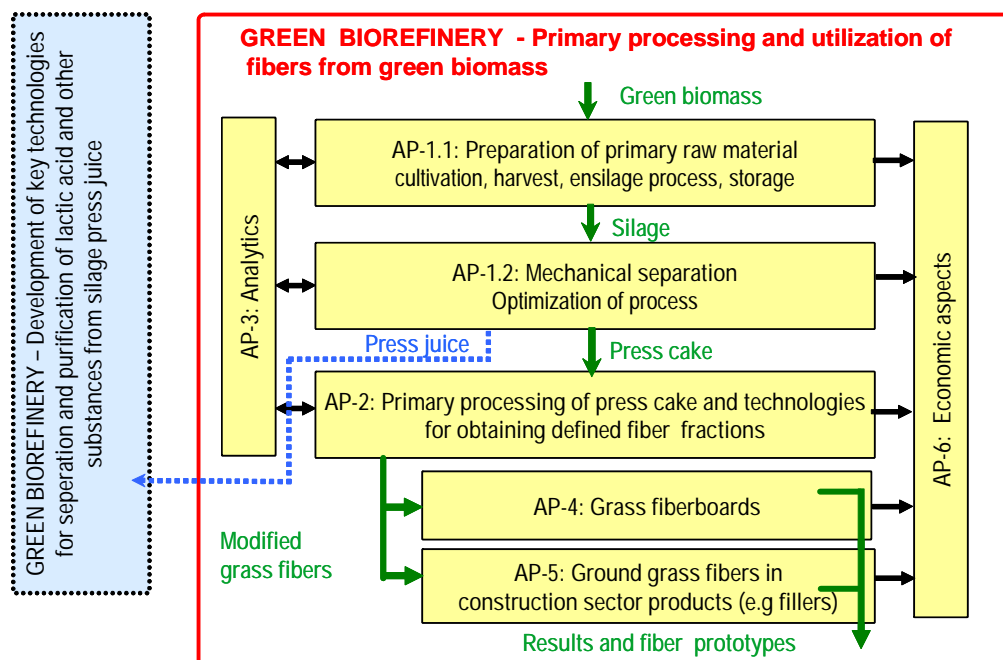 GREEN BIOREFINERY – Development of key technologies
for seperation and purification of lactic acid and other
substances from silage press juice
GREEN BIOREFINERY - Primary processing and utilization of
fibers from green biomass
Green biomass
AP-1.1: Preparation of primary raw material
cultivation, harvest, ensilage process, storage
Silage
AP-3: Analytics
AP-1.2: Mechanical separation
Optimization of process
Press juice
Press cake
AP-2: Primary processing of press cake and technologies
for obtaining defined fiber fractions
AP-6: Economic aspects
AP-4: Grass fiberboards
Modified
grass fibers
AP-5: Ground grass fibers in
construction sector products (e.g fillers)
Results and fiber prototypes